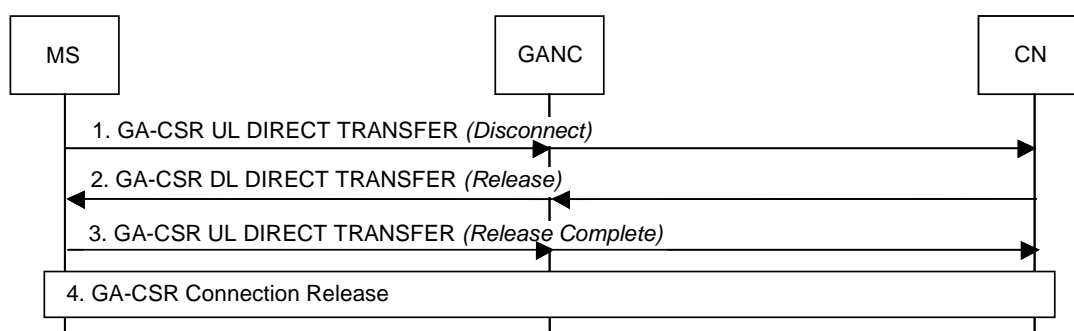 MS
GANC
CN
1. GA-CSR UL DIRECT TRANSFER (Disconnect)
2. GA-CSR DL DIRECT TRANSFER (Release)
3. GA-CSR UL DIRECT TRANSFER (Release Complete)
4. GA-CSR Connection Release